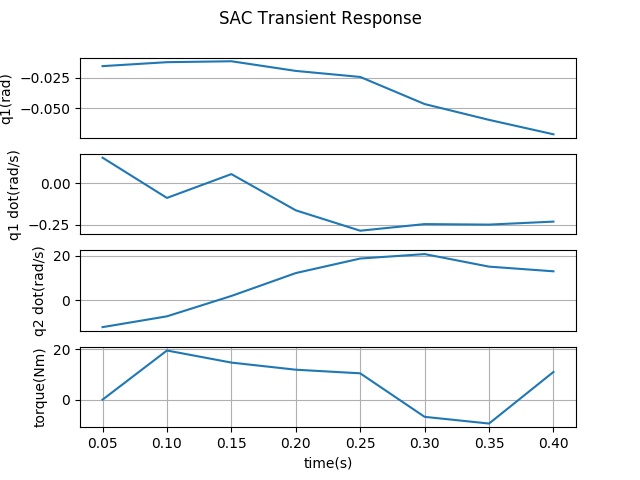 SAC Transient Response
q1(rad)
−0.025
−0.050
q1 dot(rad/s)
0.00
−0.25
q2 dot(rad/s)
20
0
torque(Nm)
20
0
0.05 0.10 0.15 0.20 0.25 0.30 0.35 0.40
time(s)